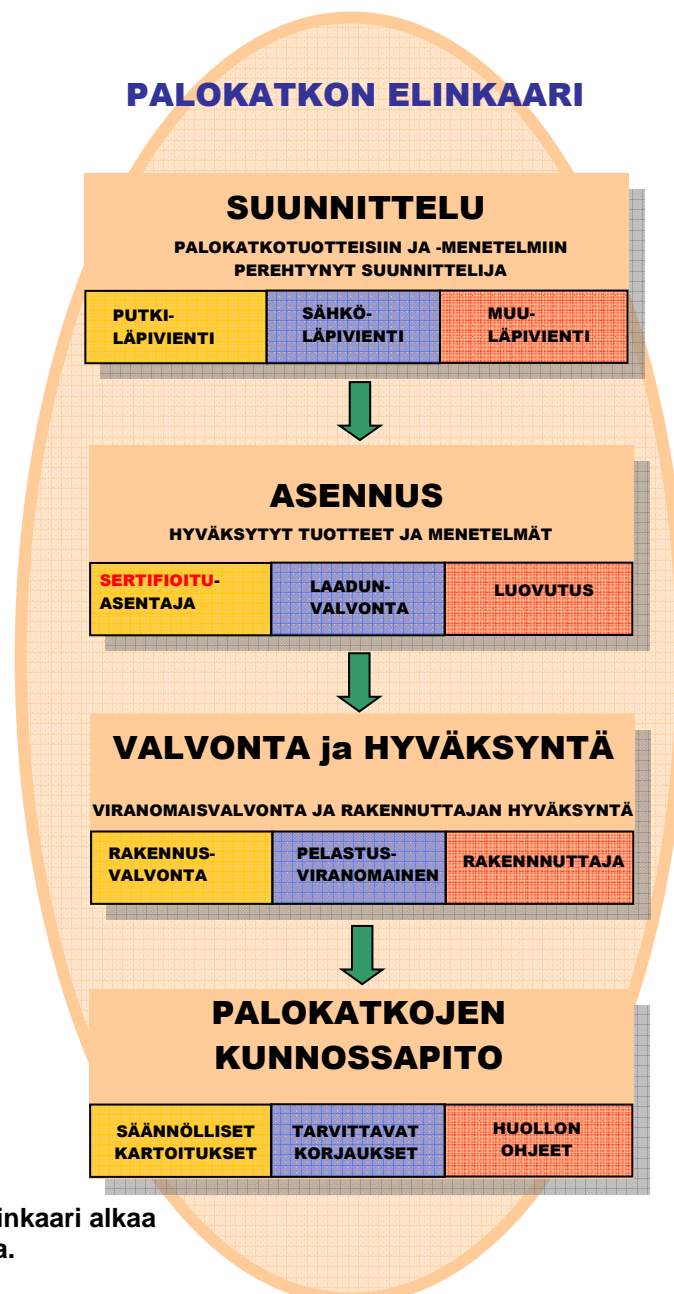 PALOKATKON ELINKAARI
SUUNNITTELU
PALOKATKOTUOTTEISIIN JA -MENETELMIIN
PEREHTYNYT SUUNNITTELIJA
PUTKI-
LÄPIVIENTI
SÄHKÖ-
LÄPIVIENTI
MUU-
LÄPIVIENTI
ASENNUS
HYVÄKSYTYT TUOTTEET JA MENETELMÄT
SERTIFIOITU-
ASENTAJA
LAADUN-
VALVONTA
LUOVUTUS
VALVONTA ja HYVÄKSYNTÄ
VIRANOMAISVALVONTA JA RAKENNUTTAJAN HYVÄKSYNTÄ
RAKENNUS-
VALVONTA
PELASTUS-
VIRANOMAINEN
RAKENNNUTTAJA
PALOKATKOJEN
KUNNOSSAPITO
SÄÄNNÖLLISET
KARTOITUKSET
TARVITTAVAT
KORJAUKSET
HUOLLON
OHJEET
inkaari alkaa
a.